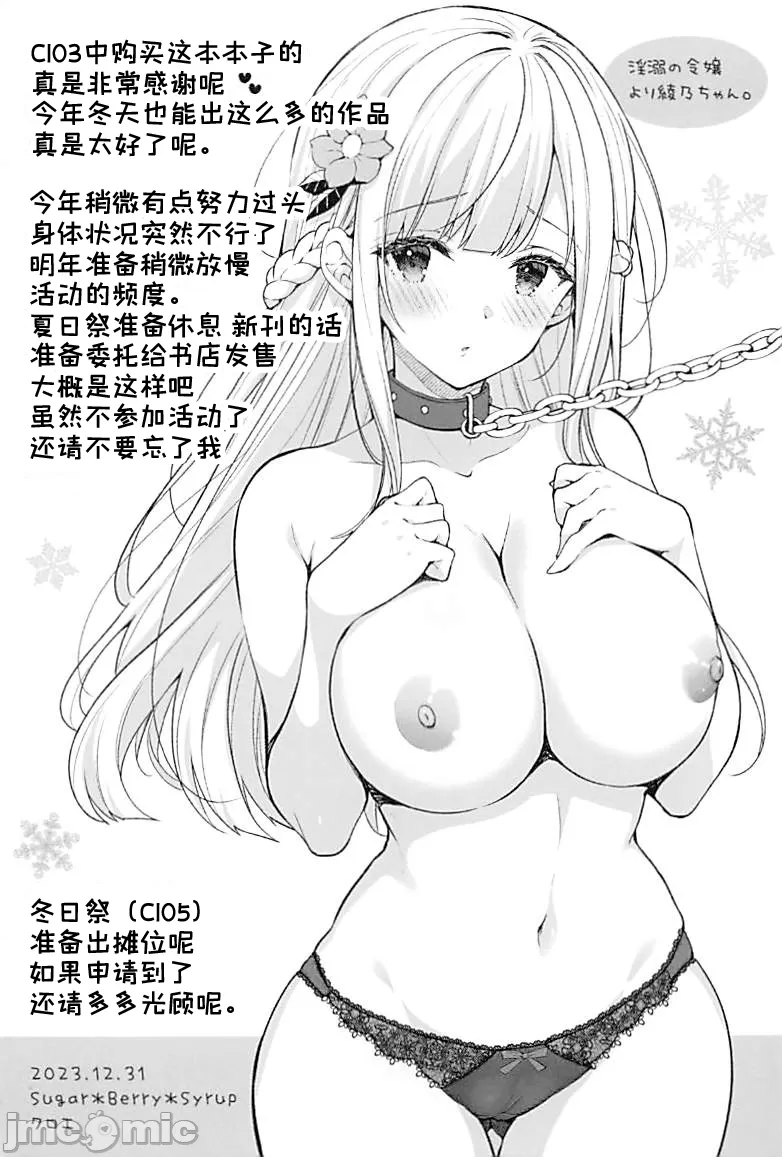 C103中购买这本本子的
真是非常感谢呢
今年冬天也能出这么多的作品
真是太好了呢。
今年稍微有点努力过头
身体状况突然不行了
明年准备稍微放慢
活动的频度。
夏日祭准备休息 新刊的话
准备委托给书店发售
大概是这样吧
虽然不参加活动了
还请不要忘了我
淫溺の令嬢
より綾乃ちゃん。
冬日祭（C105）
准备出摊位呢
如果申请到了
还请多多光顾呢。
2023.12.31
Sugar＊Berry＊Syrup
クロエ
jmcomic